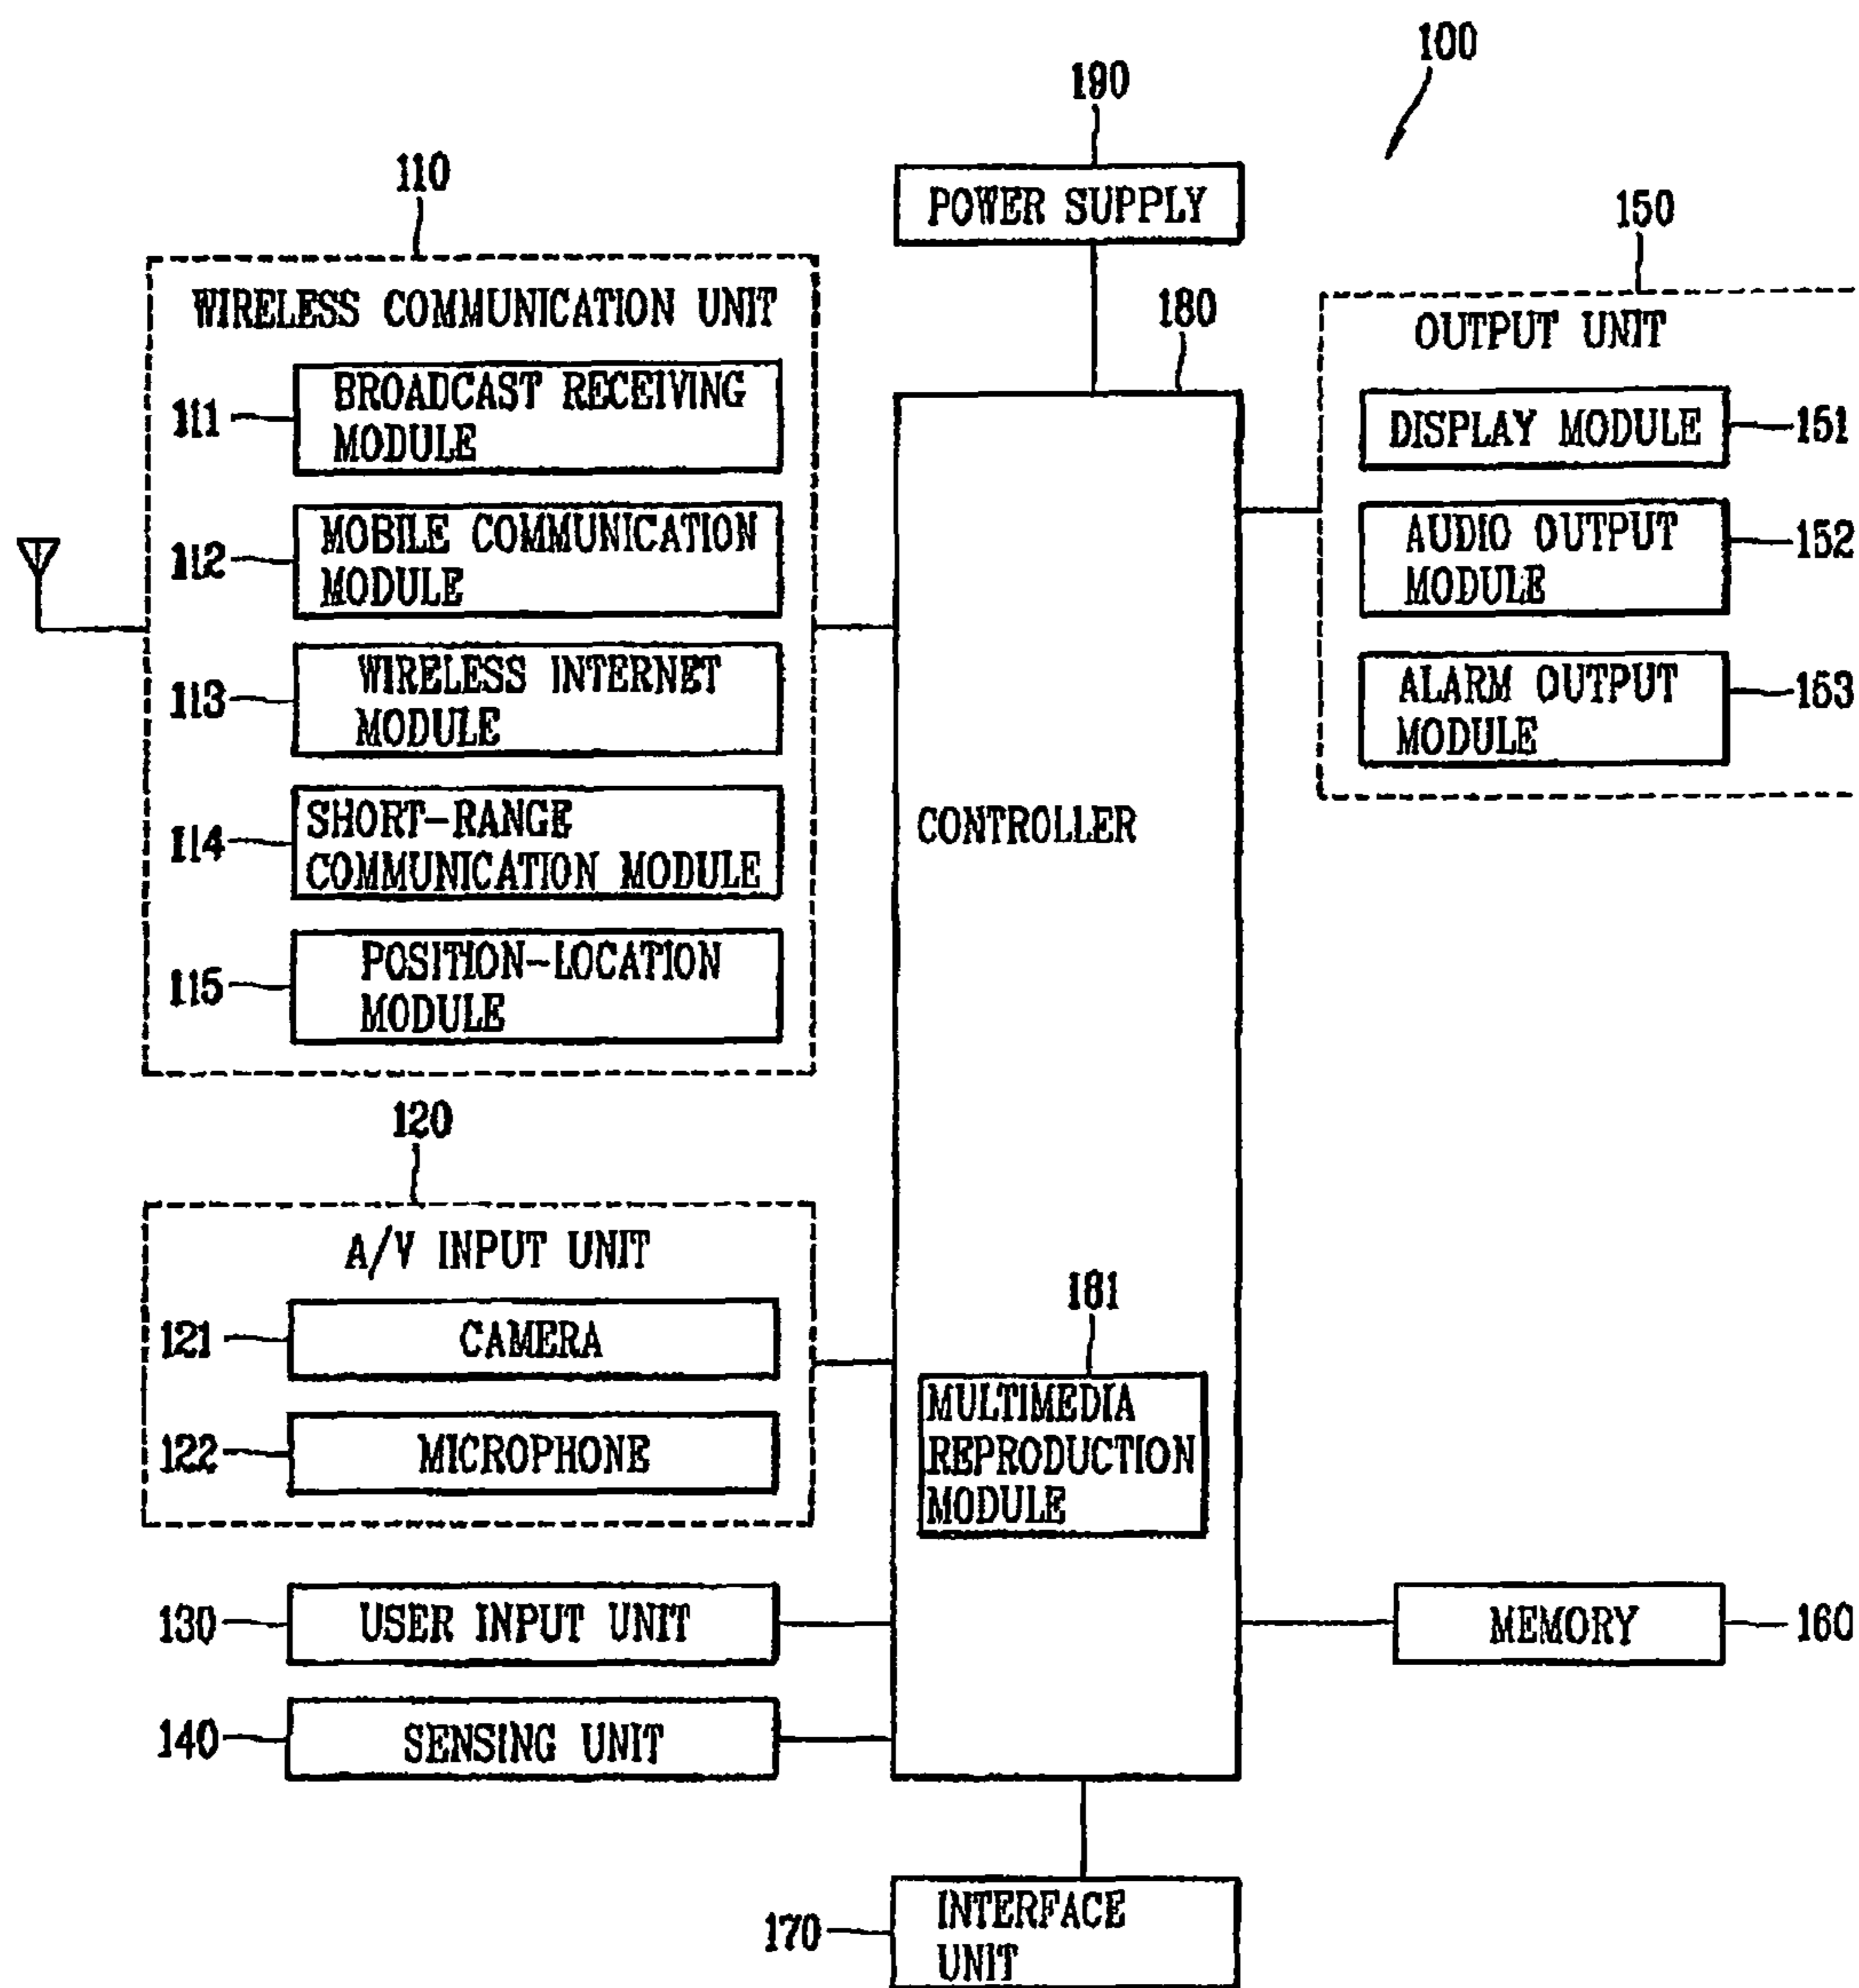 100
190
POWER SUPPLY
110
WIRELESS COMMUNICATION UNIT
111
BROADCAST RECEIVING
MODULE
112
MOBILE COMMUNICATION
MODULE
113
WIRELESS INTERNET
MODULE
114
SHORT-RANGE
COMMUNICATION MODULE
115
POSITION-LOCATION
MODULE
120
A/V INPUT UNIT
121
CAMERA
122
MICROPHONE
130
USER INPUT UNIT
140
SENSING UNIT
180
CONTROLLER
181
MULTIMEDIA
REPRODUCTION
MODULE
170
INTERFACE
UNIT
150
OUTPUT UNIT
DISPLAY MODULE
151
AUDIO OUTPUT
MODULE
152
ALARM OUTPUT
MODULE
153
MEMORY
160